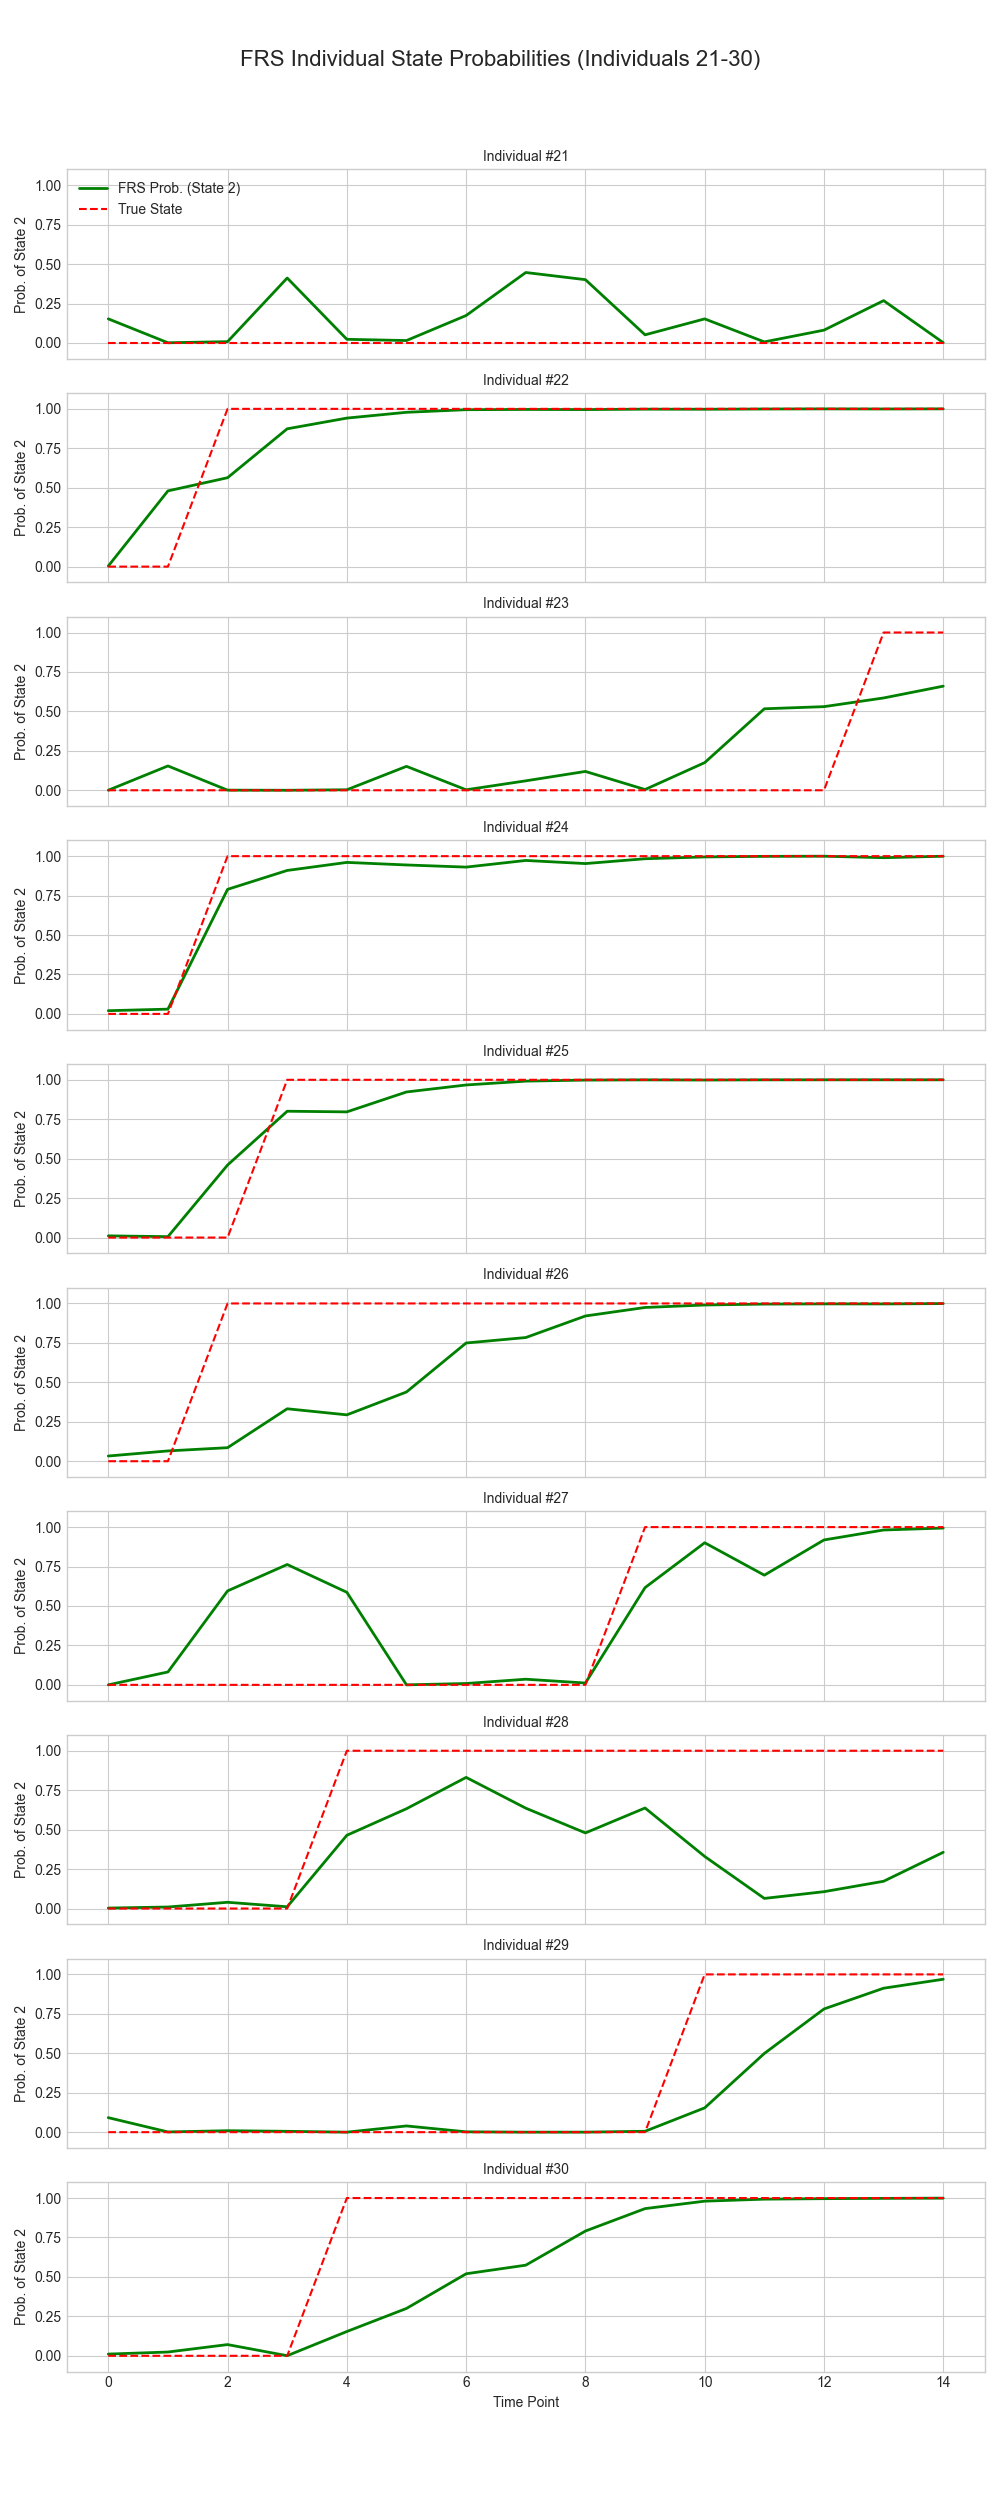 FRS Individual State Probabilities (Individuals 21-30)
Individual #21
FRS Prob. (State 2)
True State
Prob. of State 2
1.00
0.75
0.50
0.25
0.00
Individual #22
Prob. of State 2
1.00
0.75
0.50
0.25
0.00
Individual #23
Prob. of State 2
1.00
0.75
0.50
0.25
0.00
Individual #24
Prob. of State 2
1.00
0.75
0.50
0.25
0.00
Individual #25
Prob. of State 2
1.00
0.75
0.50
0.25
0.00
Individual #26
Prob. of State 2
1.00
0.75
0.50
0.25
0.00
Individual #27
Prob. of State 2
1.00
0.75
0.50
0.25
0.00
Individual #28
Prob. of State 2
1.00
0.75
0.50
0.25
0.00
Individual #29
Prob. of State 2
1.00
0.75
0.50
0.25
0.00
Individual #30
Prob. of State 2
1.00
0.75
0.50
0.25
0.00
0 2 4 6 8 10 12 14
Time Point